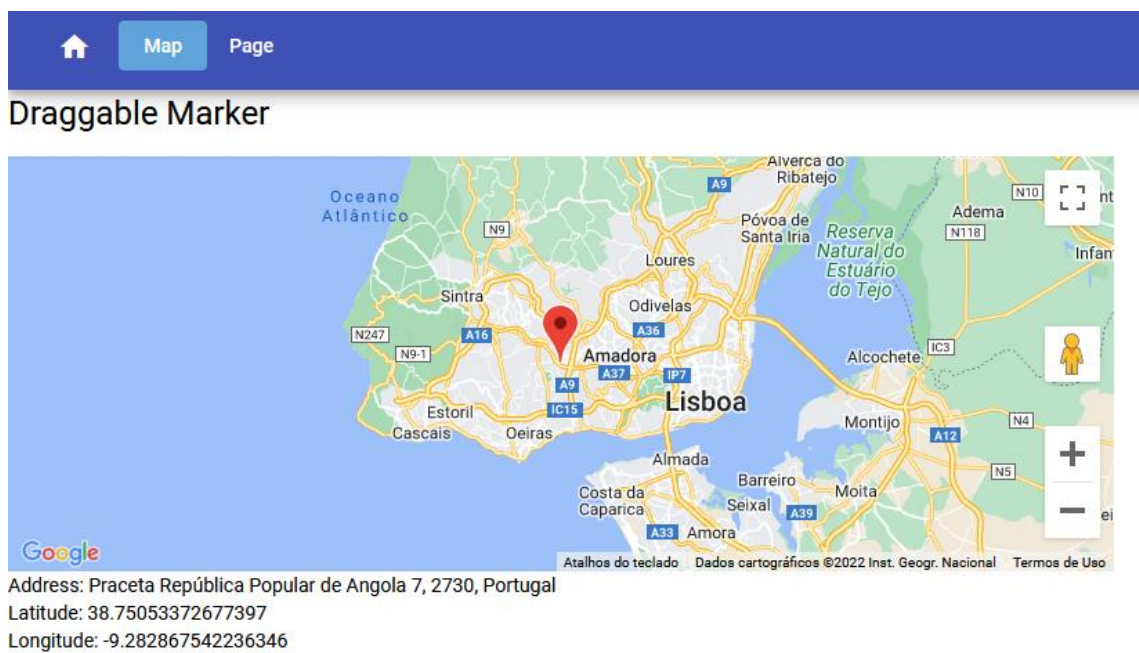 Map Page
Draggable Marker
Alverca do
Ribatejo
Oceano
Atlântico
A9
N10
Adema
N118
Póvoa de
Santa Iria
Reserva
Natural do
Estuário
do Tejo
N9
Loures
Sintra
Odivelas
N247
A16
A36
N9-1
Amadora
Alcochete
IC3
A9
A37
IP7
Lisboa
Estoril
IC15
Cascais
Oeiras
Montijo
A12
N4
Almada
Barreiro
Moita
N5
Costa da
Caparica
Seixal
A39
A33
Amora
Google
Atalhos do teclado Dados cartográficos ©2022 Inst. Geogr. Nacional Termos de Uso
Address: Praceta República Popular de Angola 7, 2730, Portugal
Latitude: 38.75053372677397
Longitude: -9.282867542236346